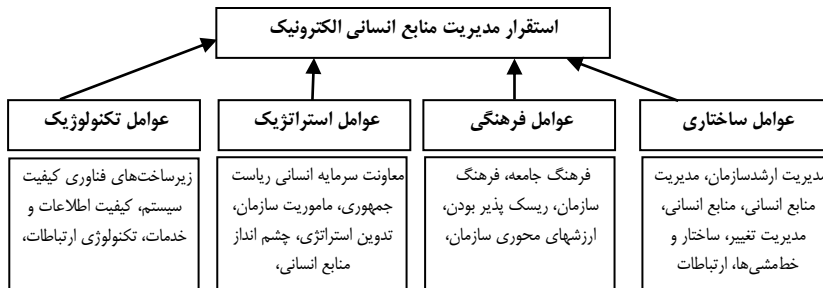 استقرار مدیریت منابع انسانی الکترونیک
عوامل ساختاری
عوامل فرهنگی
عوامل استراتژیک
عوامل تکنولوژیک
مدیریت ارشدسازمان، مدیریت
منابع انسانی، منابع انسانی،
مدیریت تغییر، ساختار و
خط‌مشی‌ها، ارتباطات
فرهنگ جامعه، فرهنگ
سازمان، ریسک پذیر بودن،
ارزشهای محوری سازمان،
معاونت سرمایه انسانی ریاست
جمهوری، ماموریت سازمان،
تدوین استراتژی، چشم انداز
منابع انسانی،
زیرساخت‌های فناوری کیفیت
سیستم، کیفیت اطلاعات و
خدمات، تکنولوژی ارتباطات،